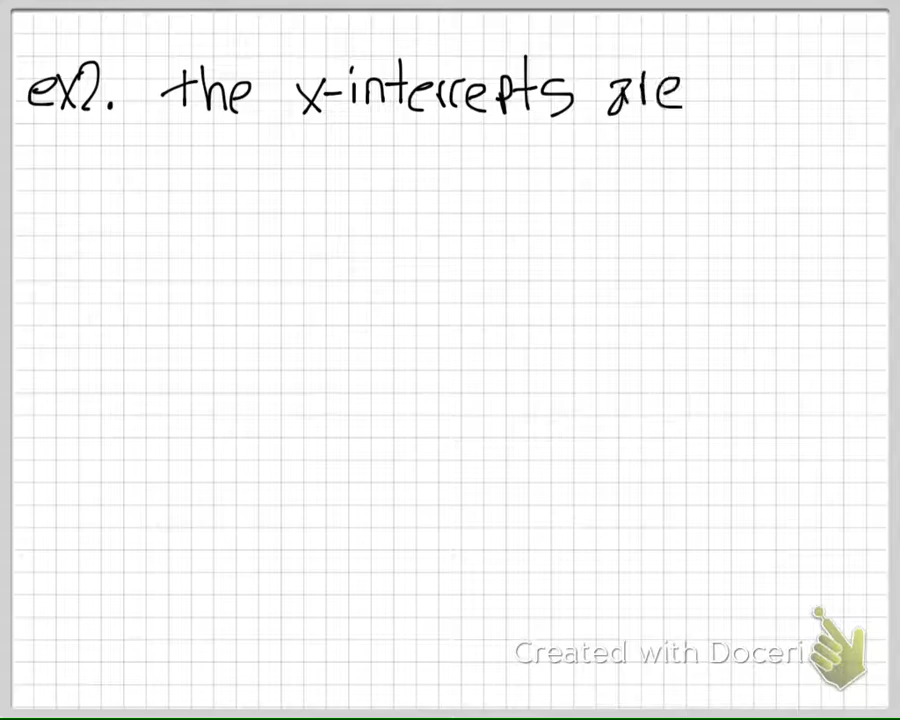 ex2. the x-intercepts are
Created with Doceri